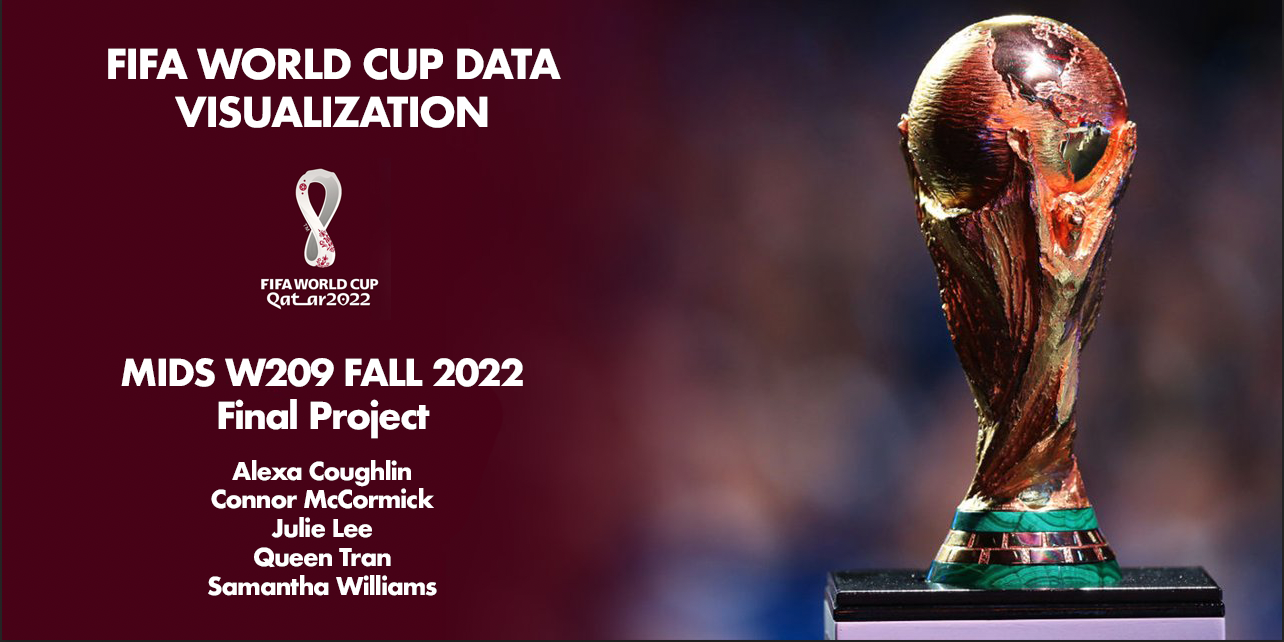 FIFA WORLD CUP DATA
VISUALIZATION
TM
FIFA WORLD CUP
Qatar2022
MIDS W209 FALL 2022
Final Project
Alexa Coughlin
Connor McCormick
Julie Lee
Queen Tran
Samantha Williams